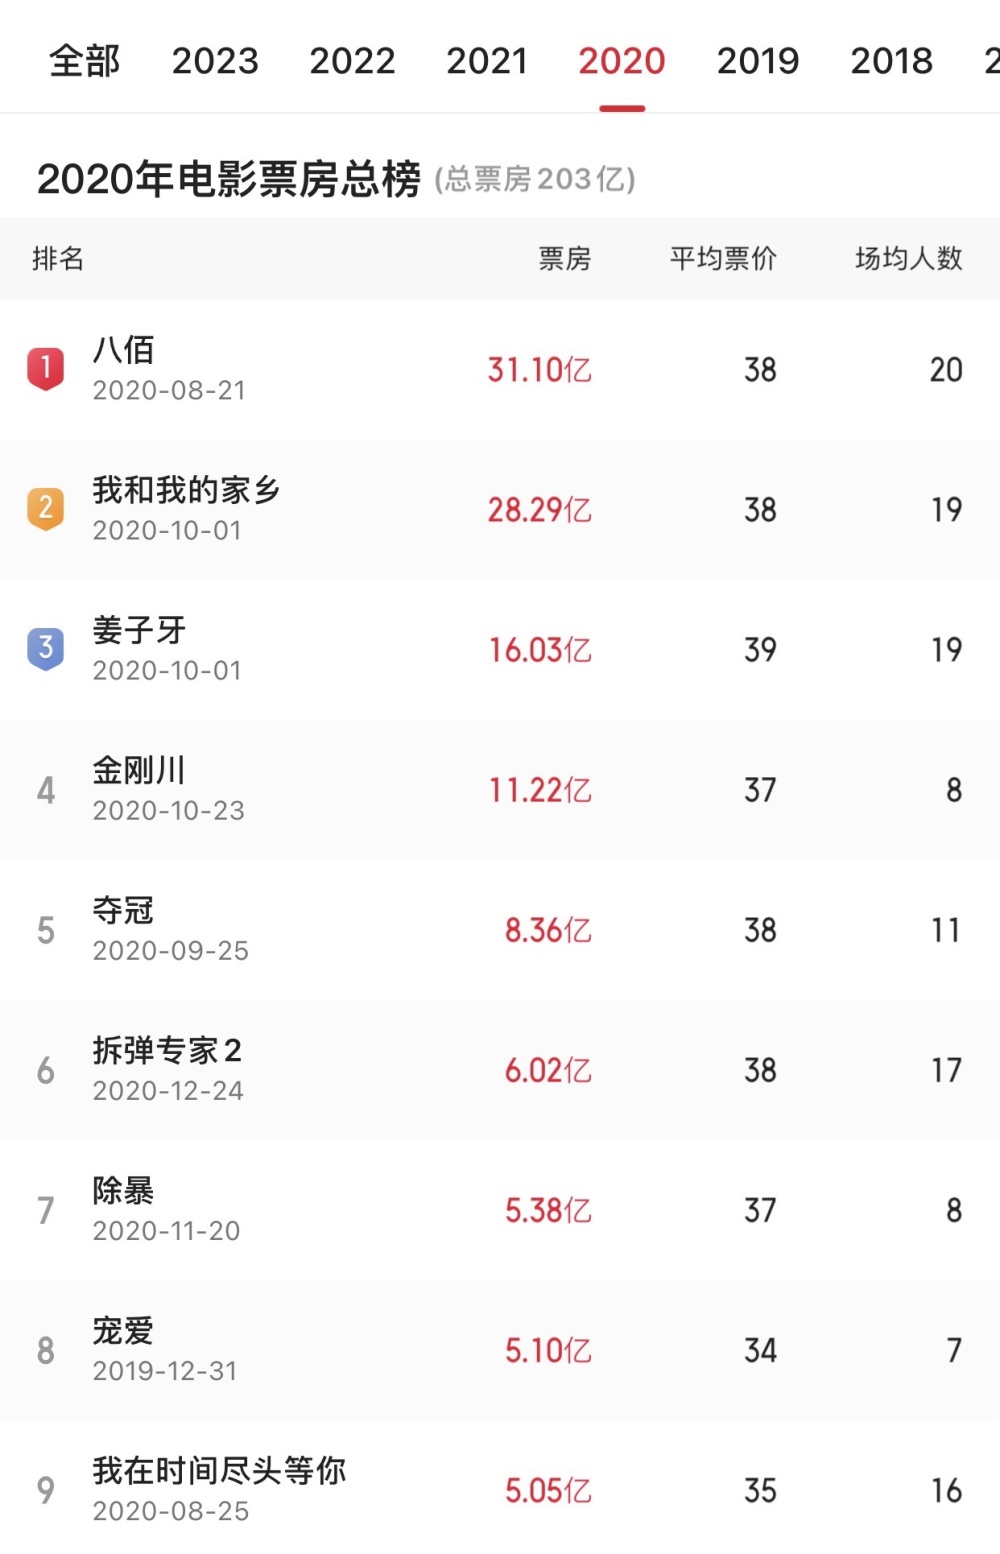 全部 2023 2022 2021 2020 2019 2018
2020年电影票房总榜 (总票房203亿)
排名 票房 平均票价 场均人数
1 八佰 31.10亿 38 20
2020-08-21
2 我和我的家乡 28.29亿 38 19
2020-10-01
3 姜子牙 16.03亿 39 19
2020-10-01
4 金刚川 11.22亿 37 8
2020-10-23
5 夺冠 8.36亿 38 11
2020-09-25
6 拆弹专家2 6.02亿 38 17
2020-12-24
7 除暴 5.38亿 37 8
2020-11-20
8 宠爱 5.10亿 34 7
2019-12-31
9 我在时间尽头等你 5.05亿 35 16
2020-08-25